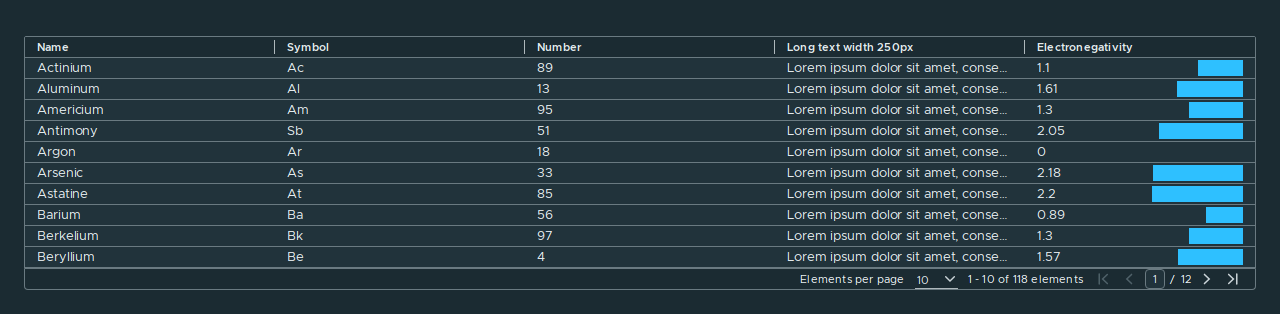 Name Symbol Number Long text width 250px Electronegativity
Actinium Ac 89 Lorem ipsum dolor sit amet, conse... 1.1
Aluminum Al 13 Lorem ipsum dolor sit amet, conse... 1.61
Americium Am 95 Lorem ipsum dolor sit amet, conse... 1.3
Antimony Sb 51 Lorem ipsum dolor sit amet, conse... 2.05
Argon Ar 18 Lorem ipsum dolor sit amet, conse... 0
Arsenic As 33 Lorem ipsum dolor sit amet, conse... 2.18
Astatine At 85 Lorem ipsum dolor sit amet, conse... 2.2
Barium Ba 56 Lorem ipsum dolor sit amet, conse... 0.89
Berkelium Bk 97 Lorem ipsum dolor sit amet, conse... 1.3
Beryllium Be 4 Lorem ipsum dolor sit amet, conse... 1.57
Elements per page 10 1 - 10 of 118 elements 1 / 12